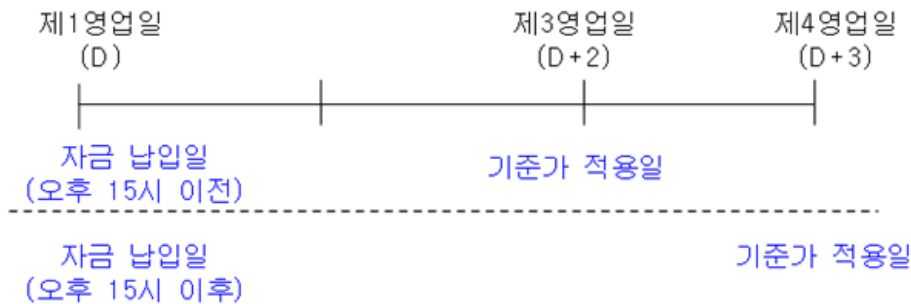 제1영업일 제3영업일 제4영업일
(D) (D+2) (D+3)
자금 납입일 기준가 적용일
(오후 15시 이전)
자금 납입일 기준가 적용일
(오후 15시 이후)